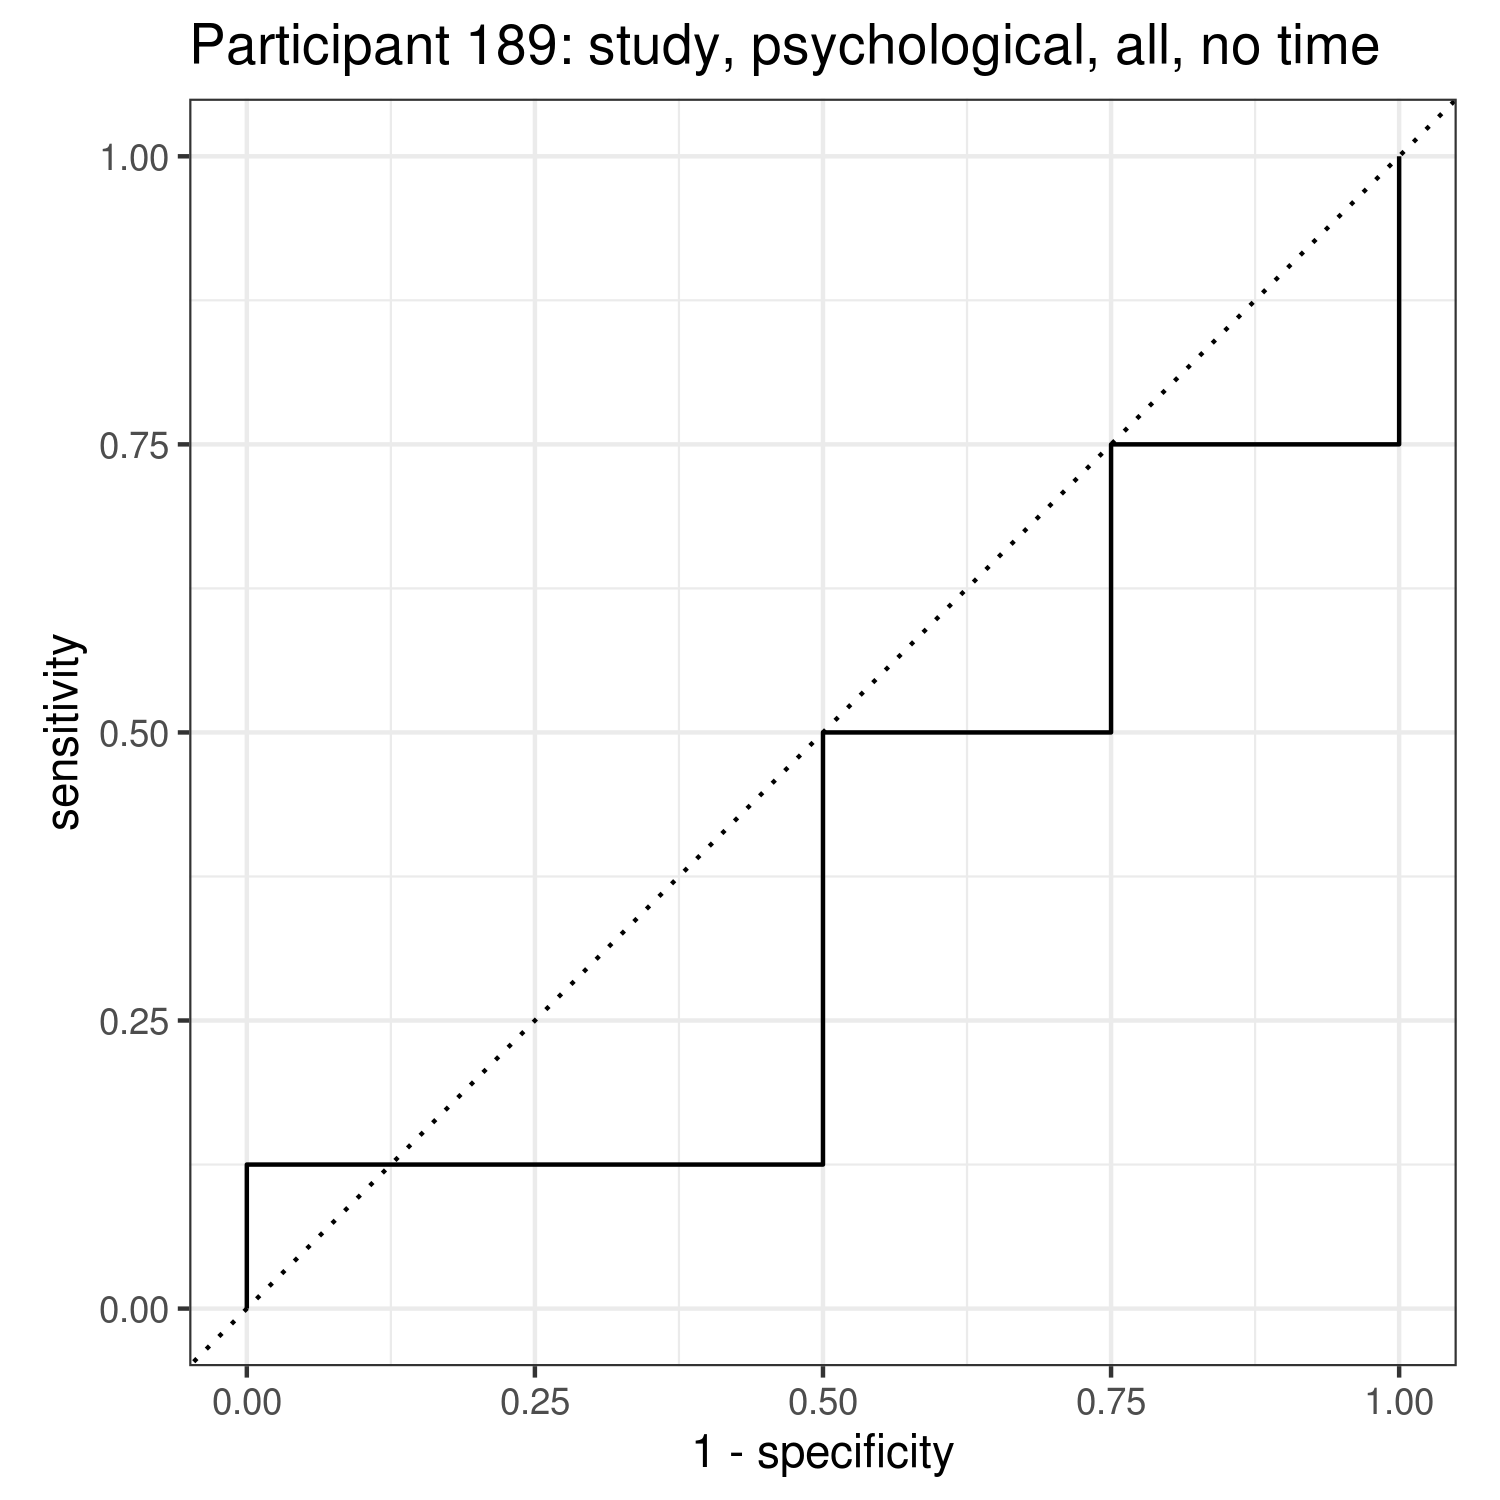 Participant 189: study, psychological, all, no time
1.00
0.75
0.50
0.25
0.00
sensitivity
0.00 0.25 0.50 0.75 1.00
1 - specificity